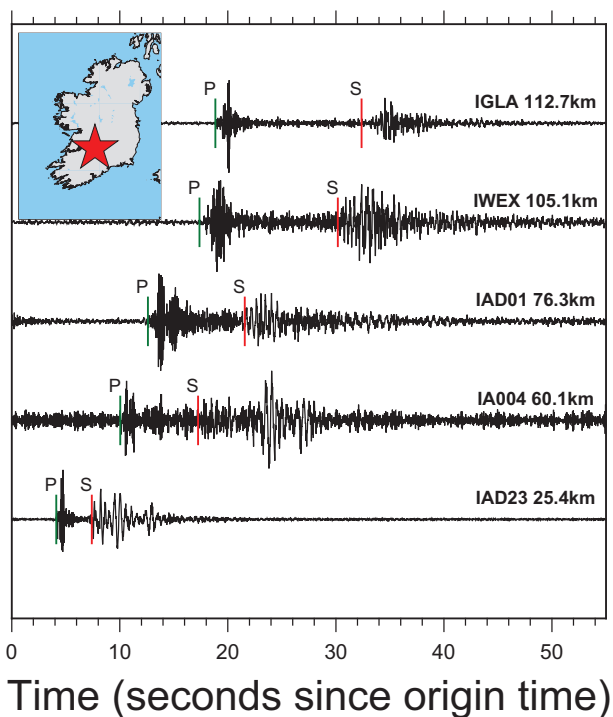 P S
IGLA 112.7km
P S
IWEX 105.1km
P S
IAD01 76.3km
P S
IA004 60.1km
P S
IAD23 25.4km
0 10 20 30 40 50
Time (seconds since origin time)